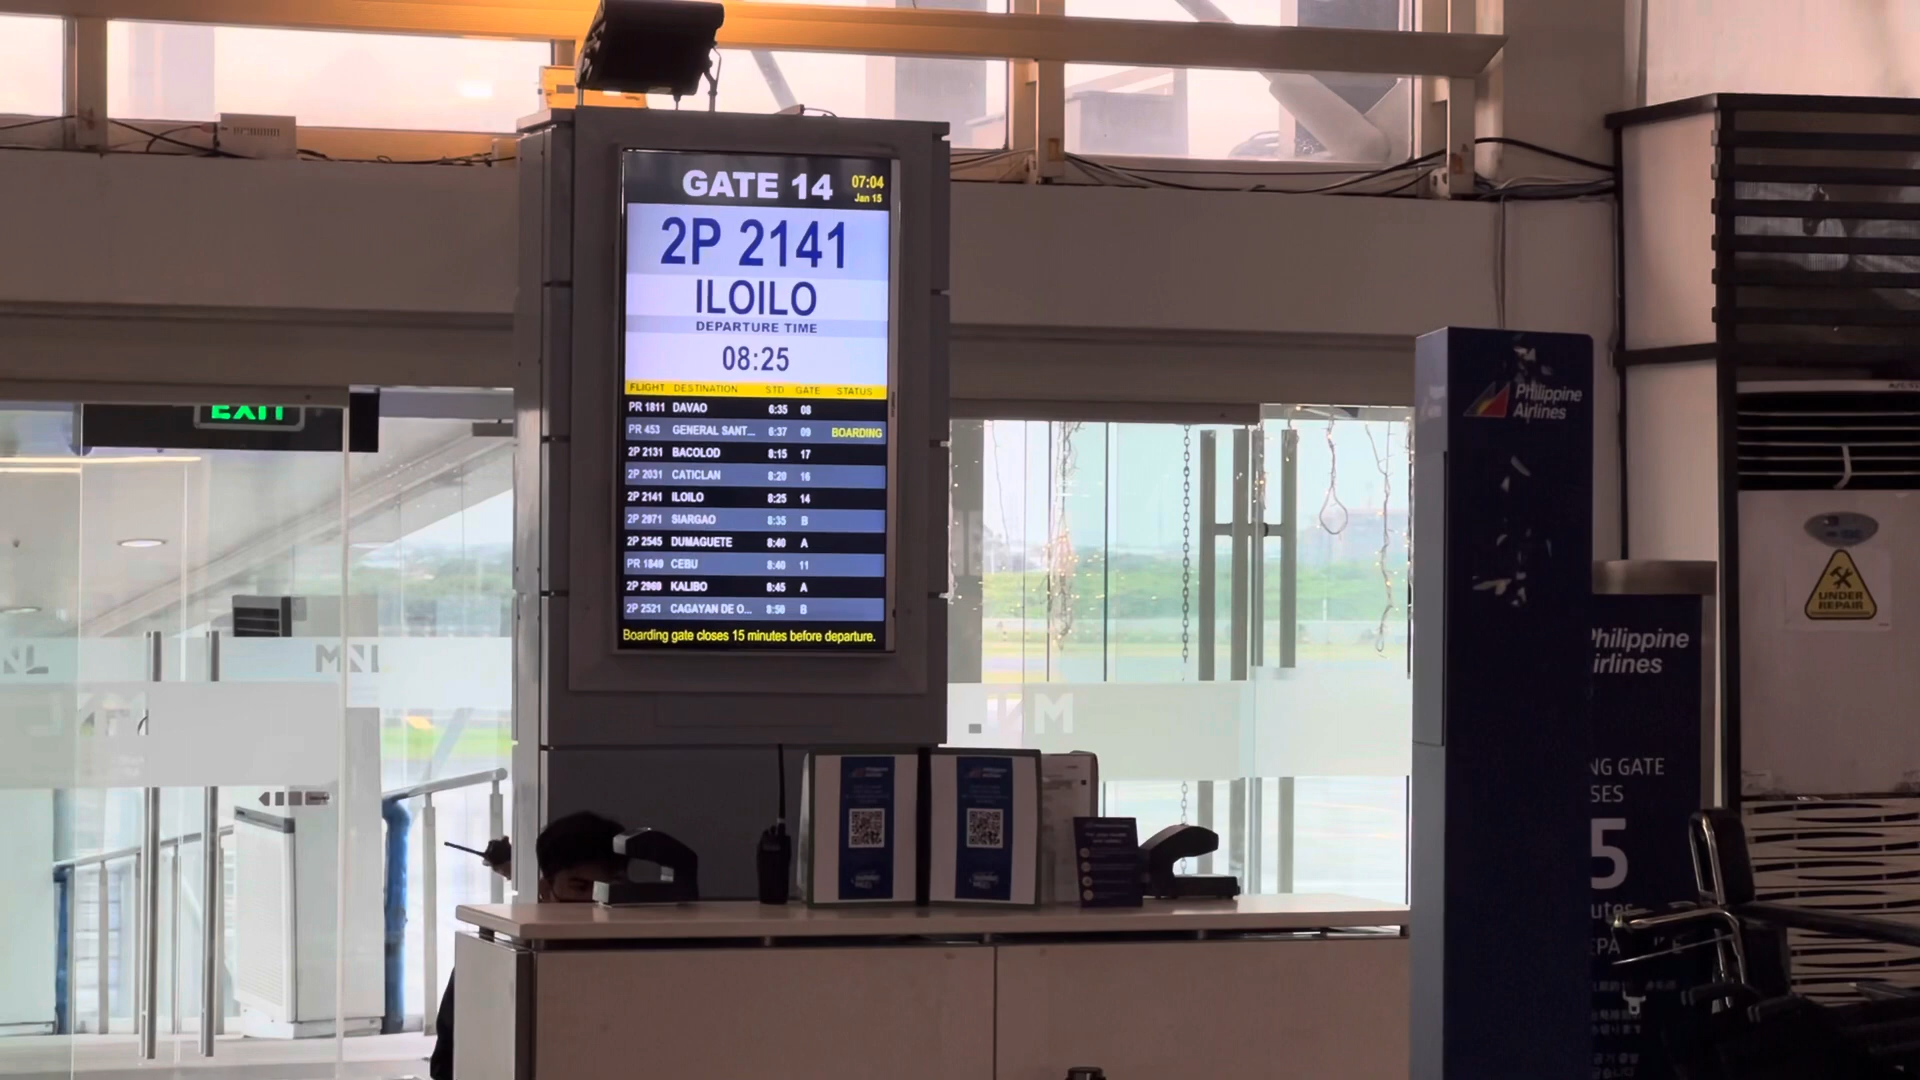 GATE 14
07:04
Jan 15
2P 2141
ILOILO
DEPARTURE TIME
08:25
FLIGHT DESTINATION STD GATE STATUS
PR 1811 DAVAO 6:35 08
PR 453 GENERAL SANT... 6:37 09 BOARDING
2P 2131 BACOLOD 8:15 17
2P 2031 CATICLAN 8:20 16
2P 2141 ILOILO 8:25 14
2P 2971 SIARGAO 8:35 B
2P 2545 DUMAGUETE 8:40 A
PR 1849 CEBU 8:40 11
2P 2969 KALIBO 8:45 A
2P 2521 CAGAYAN DE O... 8:50 B
Boarding gate closes 15 minutes before departure.
EXIT
MNL
Philippine
Airlines
UNDER
REPAIR
Philippine
irlines
NG GATE
SES
5
utes